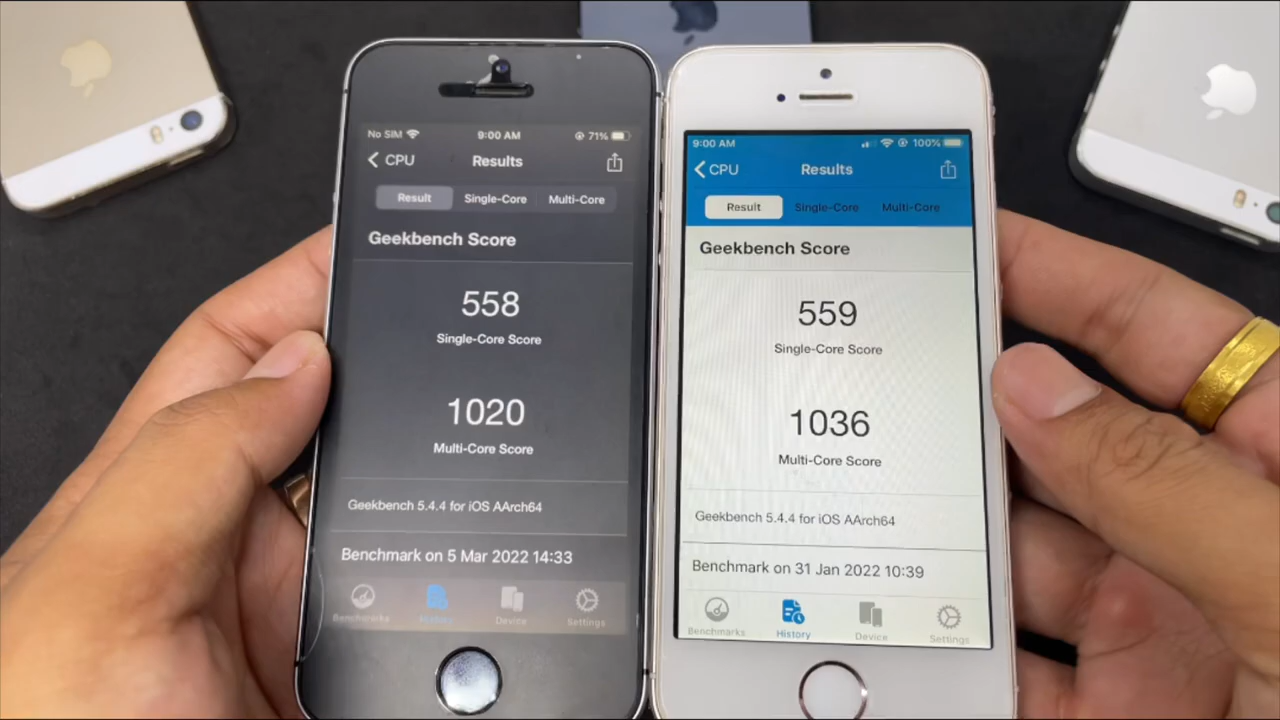 No SIM 9:00 AM 71%
CPU Results
Result Single-Core Multi-Core
Geekbench Score
558
Single-Core Score
1020
Multi-Core Score
Geekbench 5.4.4 for iOS AArch64
Benchmark on 5 Mar 2022 14:33
Benchmarks History Device Settings
9:00 AM 100%
CPU Results
Result Single-Core Multi-Core
Geekbench Score
559
Single-Core Score
1036
Multi-Core Score
Geekbench 5.4.4 for iOS AArch64
Benchmark on 31 Jan 2022 10:39
Benchmarks History Device Settings